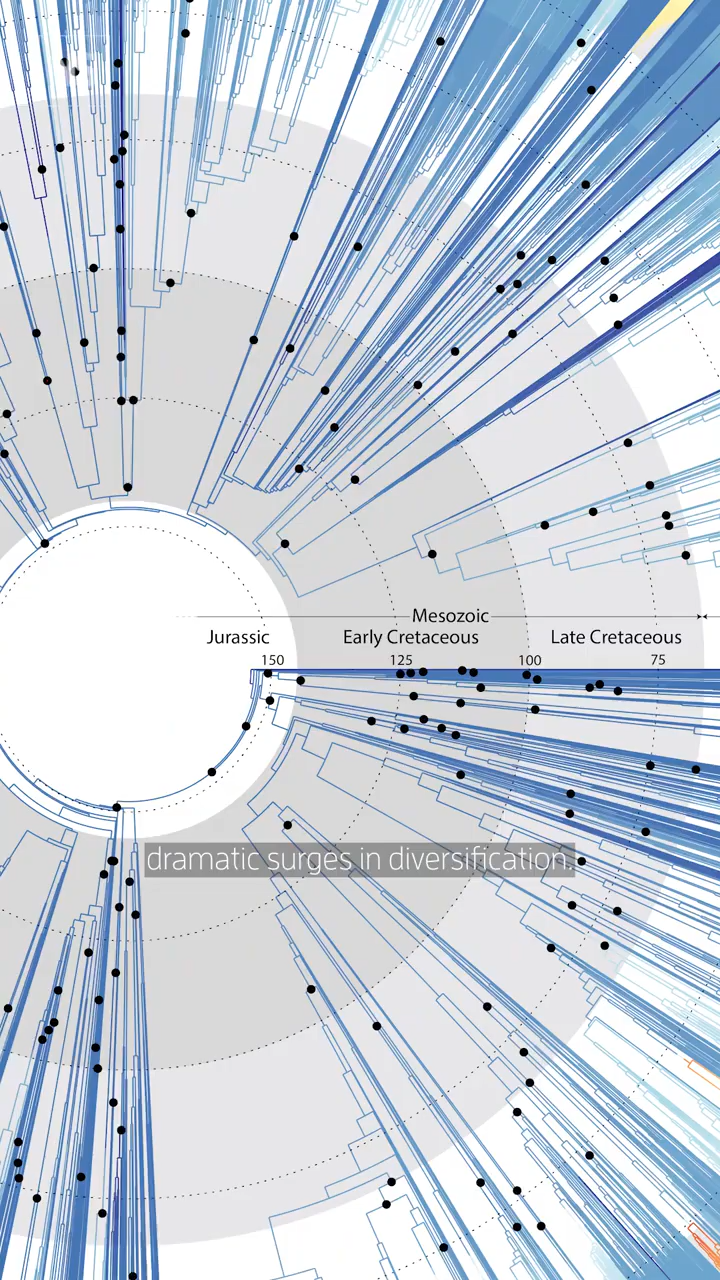 Mesozoic
Jurassic Early Cretaceous Late Cretaceous
150 125 100 75
dramatic surges in diversification.